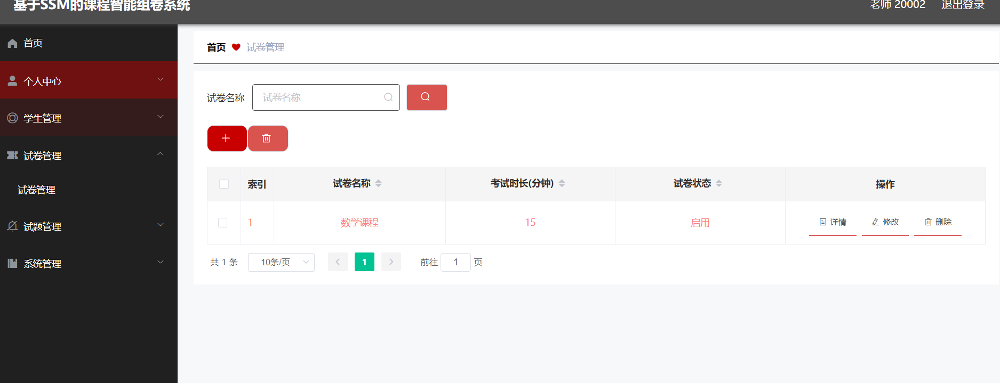 基于SSM的课程智能组卷系统
老师 20002 退出登录
首页
个人中心
学生管理
试卷管理
试卷管理
试题管理
系统管理
首页 试卷管理
试卷名称 试卷名称
索引 试卷名称 考试时长(分钟) 试卷状态 操作
1 数学课程 15 启用 详情 修改 删除
共 1 条 10条/页 1 前往 1 页